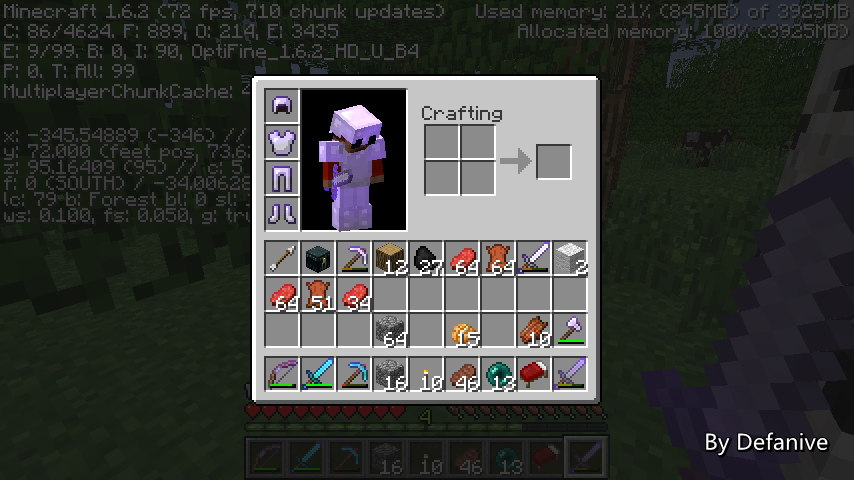 Minecraft 1.6.2 (72 fps, 710 chunk updates)
Used memory: 21% (845MB) of 3925MB
C: 86/4624. F: 889, O: 214, E: 3435
Allocated memory: 100% (3925MB)
E: 9/99. B: 0, I: 90, OptiFine_1.6.2_HD_U_B4
P: 0. T: All: 99
MultiplayerChunkCache:
x: -345.54889 (-346) //
y: 72.000 (feet pos, 73.6
z: 95.16409 (95) // c: 5
f: 0 (SOUTH) / -34.00628
lc: 79 b: Forest bl: 0 sl:
ws: 0.100, fs: 0.050, g: tru
Crafting
12 27 64 64 2
64 51 34
64 15 10
16 10 46 13
4
16 10 46 13
By Defanive